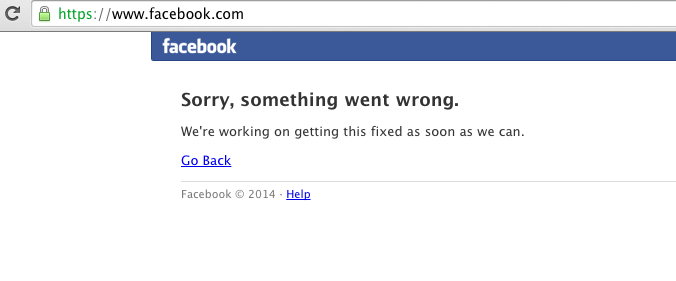 https://www.facebook.com
facebook
Sorry, something went wrong.
We're working on getting this fixed as soon as we can.
Go Back
Facebook © 2014 · Help